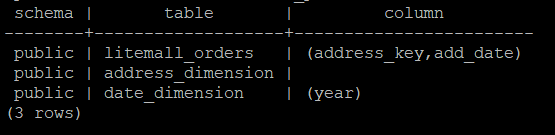 schema | table | column
--------+-------------------+-------------------------
public | litemall_orders | (address_key,add_date)
public | address_dimension |
public | date_dimension | (year)
(3 rows)